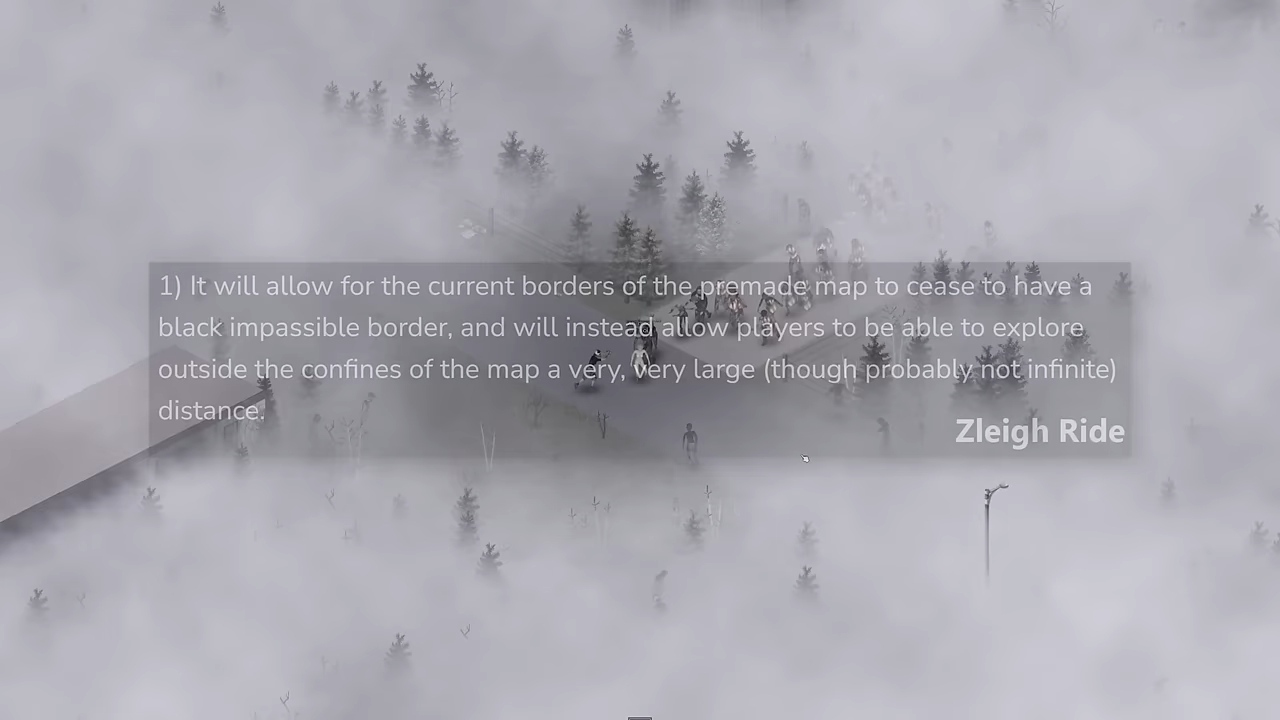 1) It will allow for the current borders of the premade map to cease to have a
black impassible border, and will instead allow players to be able to explore
outside the confines of the map a very, very large (though probably not infinite)
distance.
Zleigh Ride